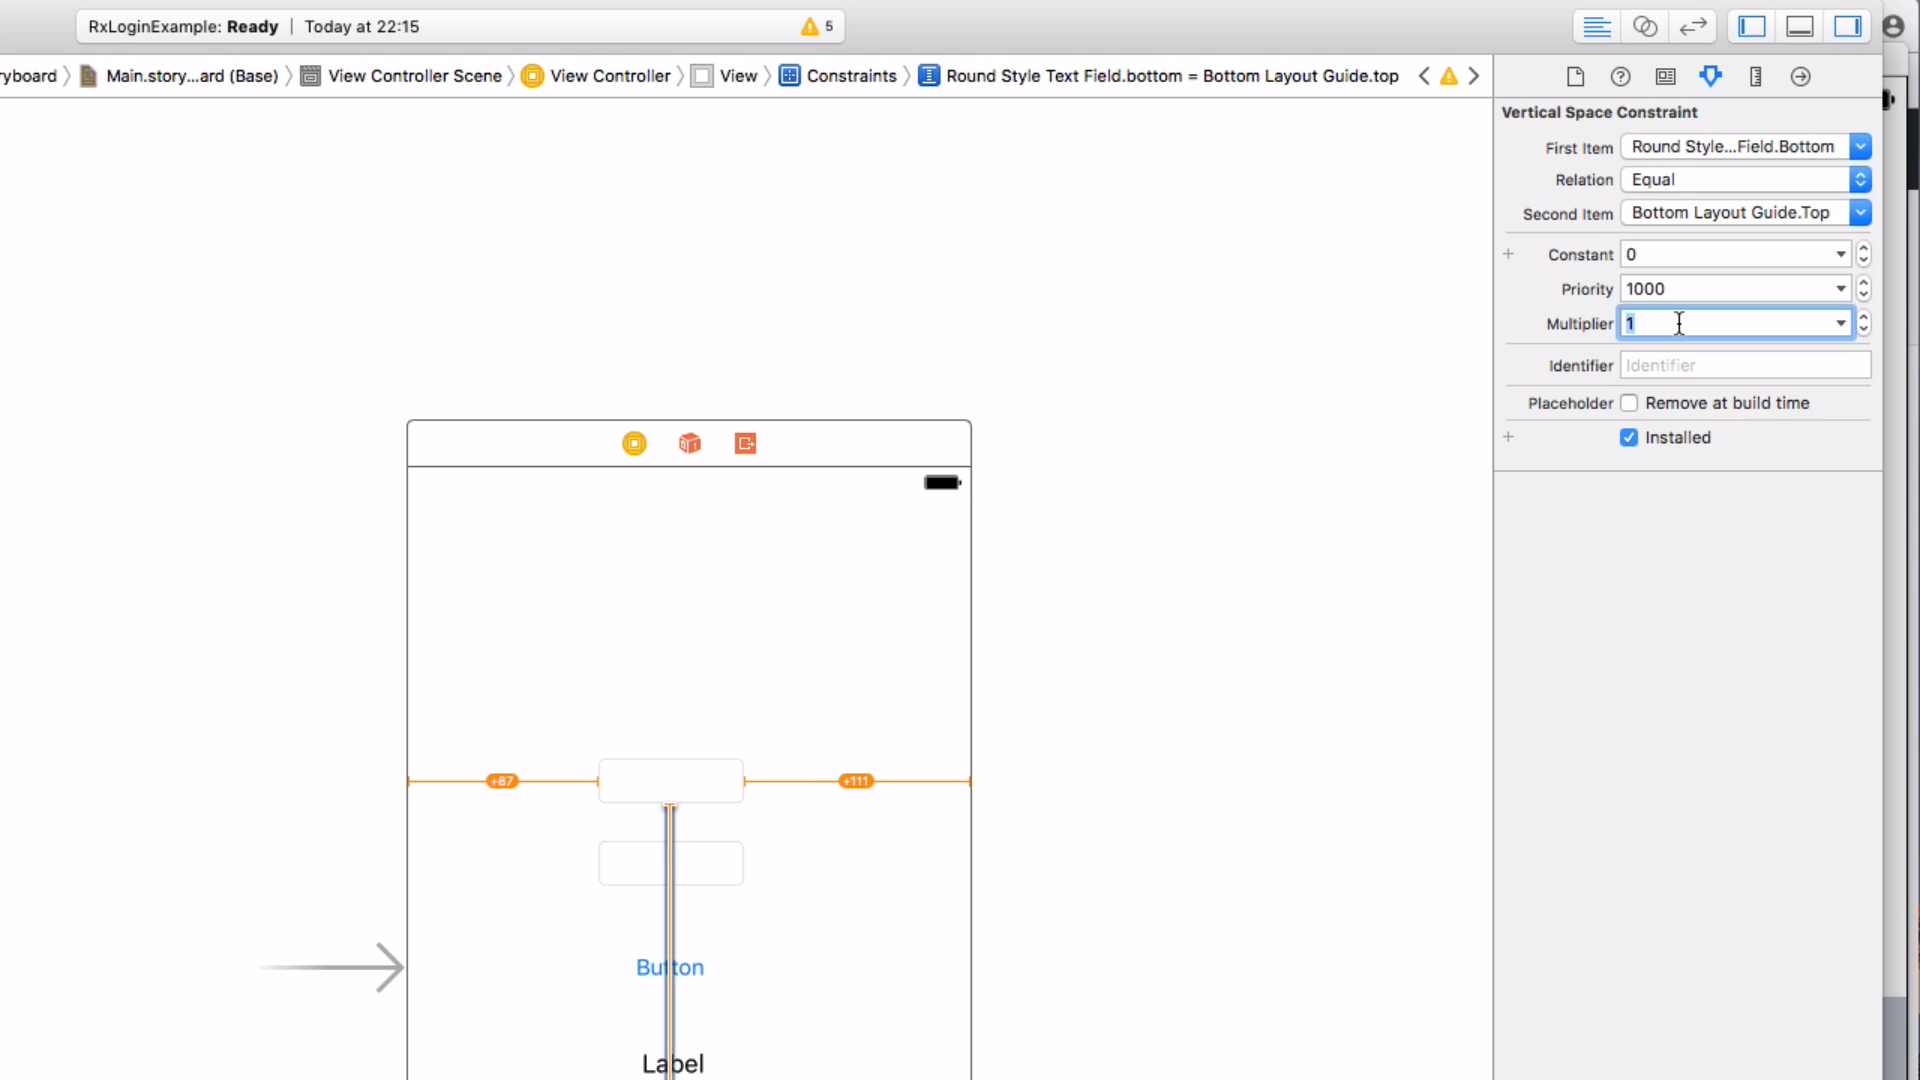 RxLoginExample: Ready | Today at 22:15 5
ryboard Main.story...ard (Base) View Controller Scene View Controller View Constraints Round Style Text Field.bottom = Bottom Layout Guide.top
Vertical Space Constraint
First Item Round Style...Field.Bottom
Relation Equal
Second Item Bottom Layout Guide.Top
+ Constant 0
Priority 1000
Multiplier 1
Identifier Identifier
Placeholder Remove at build time
+ Installed
+87 +111
Button
Label